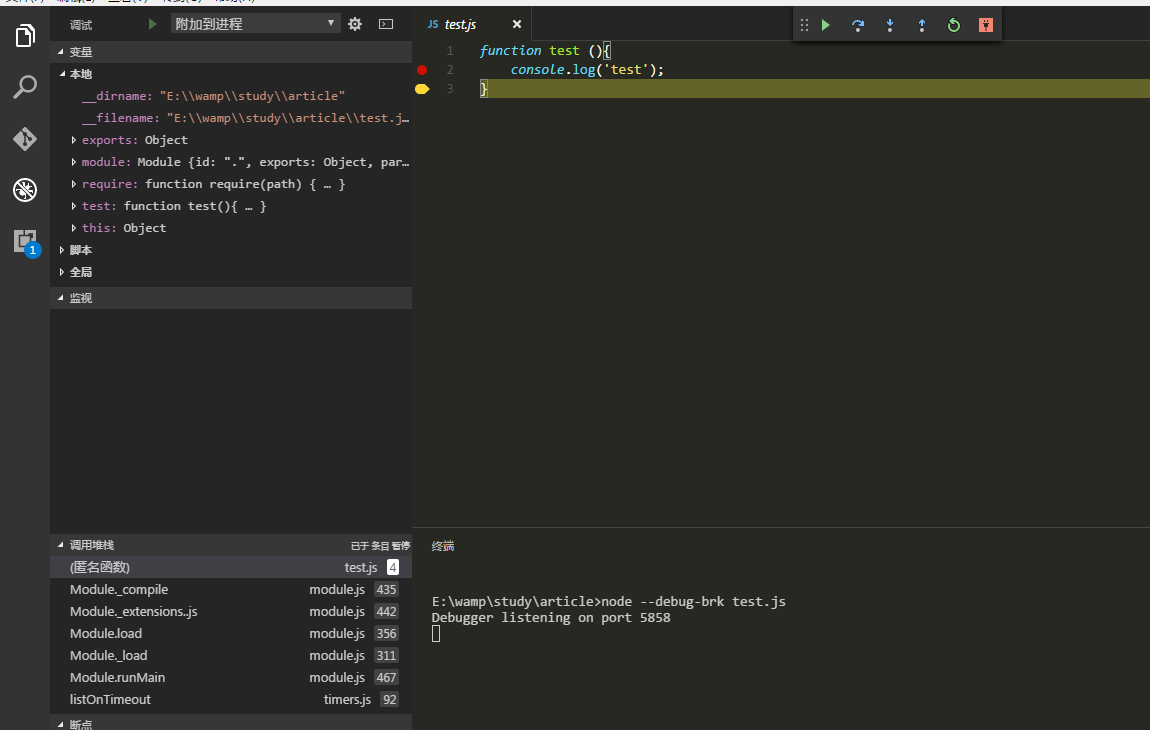 调试 附加到进程
变量
本地
__dirname: "E:\\wamp\\study\\article"
__filename: "E:\\wamp\\study\\article\\test.j…
exports: Object
module: Module {id: ".", exports: Object, par…
require: function require(path) { … }
test: function test(){ … }
this: Object
脚本
全局
监视
1
调用堆栈 已于 条目 暂停
(匿名函数) test.js 4
Module._compile module.js 435
Module._extensions..js module.js 442
Module.load module.js 356
Module._load module.js 311
Module.runMain module.js 467
listOnTimeout timers.js 92
断点
JS test.js
1 function test (){
2 console.log('test');
3 }
终端
E:\wamp\study\article>node --debug-brk test.js
Debugger listening on port 5858